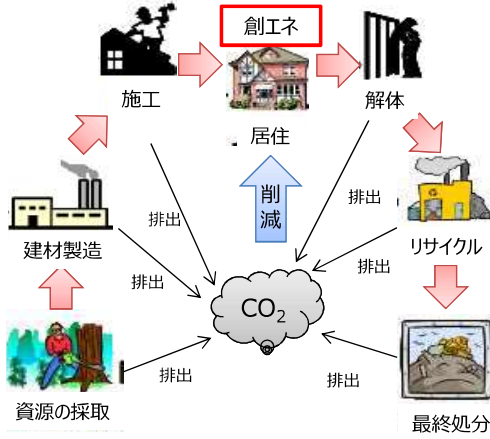 創エネ
施工
居住
解体
削減
排出
排出
建材製造
排出
リサイクル
排出
排出
CO₂
排出
排出
資源の採取
最終処分